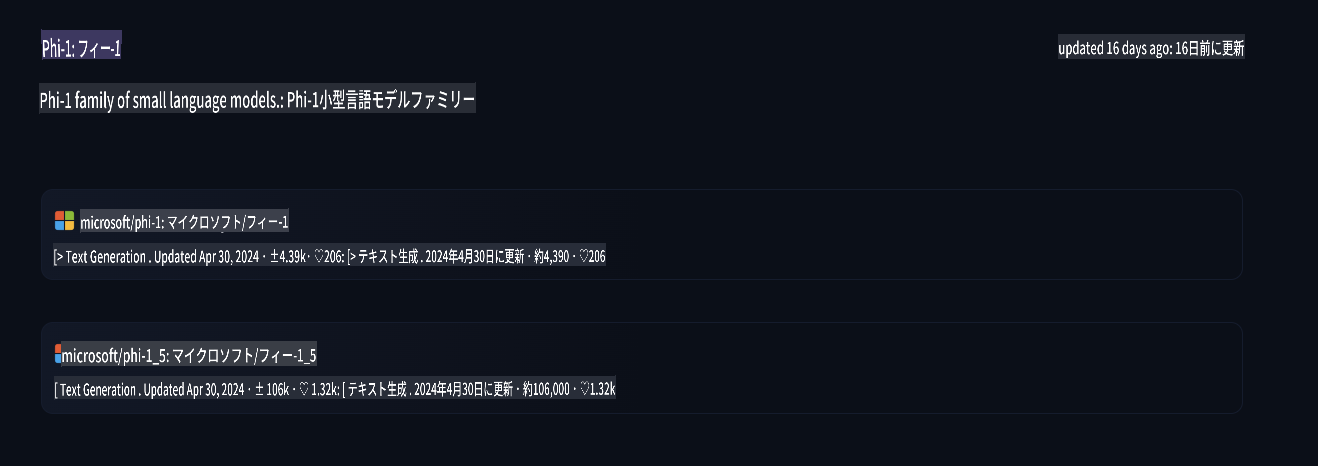 Phi-1: フィー-1
updated 16 days ago: 16日前に更新
Phi-1 family of small language models.: Phi-1小型言語モデルファミリー
microsoft/phi-1: マイクロソフト/フィー-1
[> Text Generation . Updated Apr 30, 2024 · ±4.39k · ♡206: [> テキスト生成 . 2024年4月30日に更新 · 約4,390 · ♡206
microsoft/phi-1_5: マイクロソフト/フィー-1_5
[ Text Generation . Updated Apr 30, 2024 · ± 106k · ♡ 1.32k: [ テキスト生成 . 2024年4月30日に更新 · 約106,000 · ♡1.32k